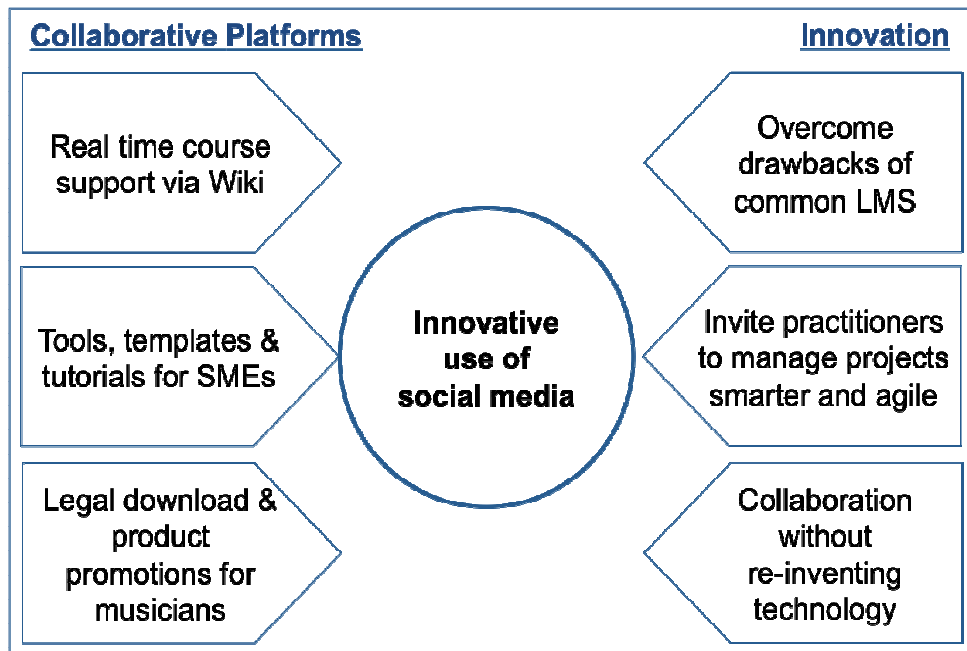 Collaborative Platforms
Innovation
Real time course
support via Wiki
Tools, templates &
tutorials for SMEs
Legal download &
product
promotions for
musicians
Innovative
use of
social media
Overcome
drawbacks of
common LMS
Invite practitioners
to manage projects
smarter and agile
Collaboration
without
re-inventing
technology